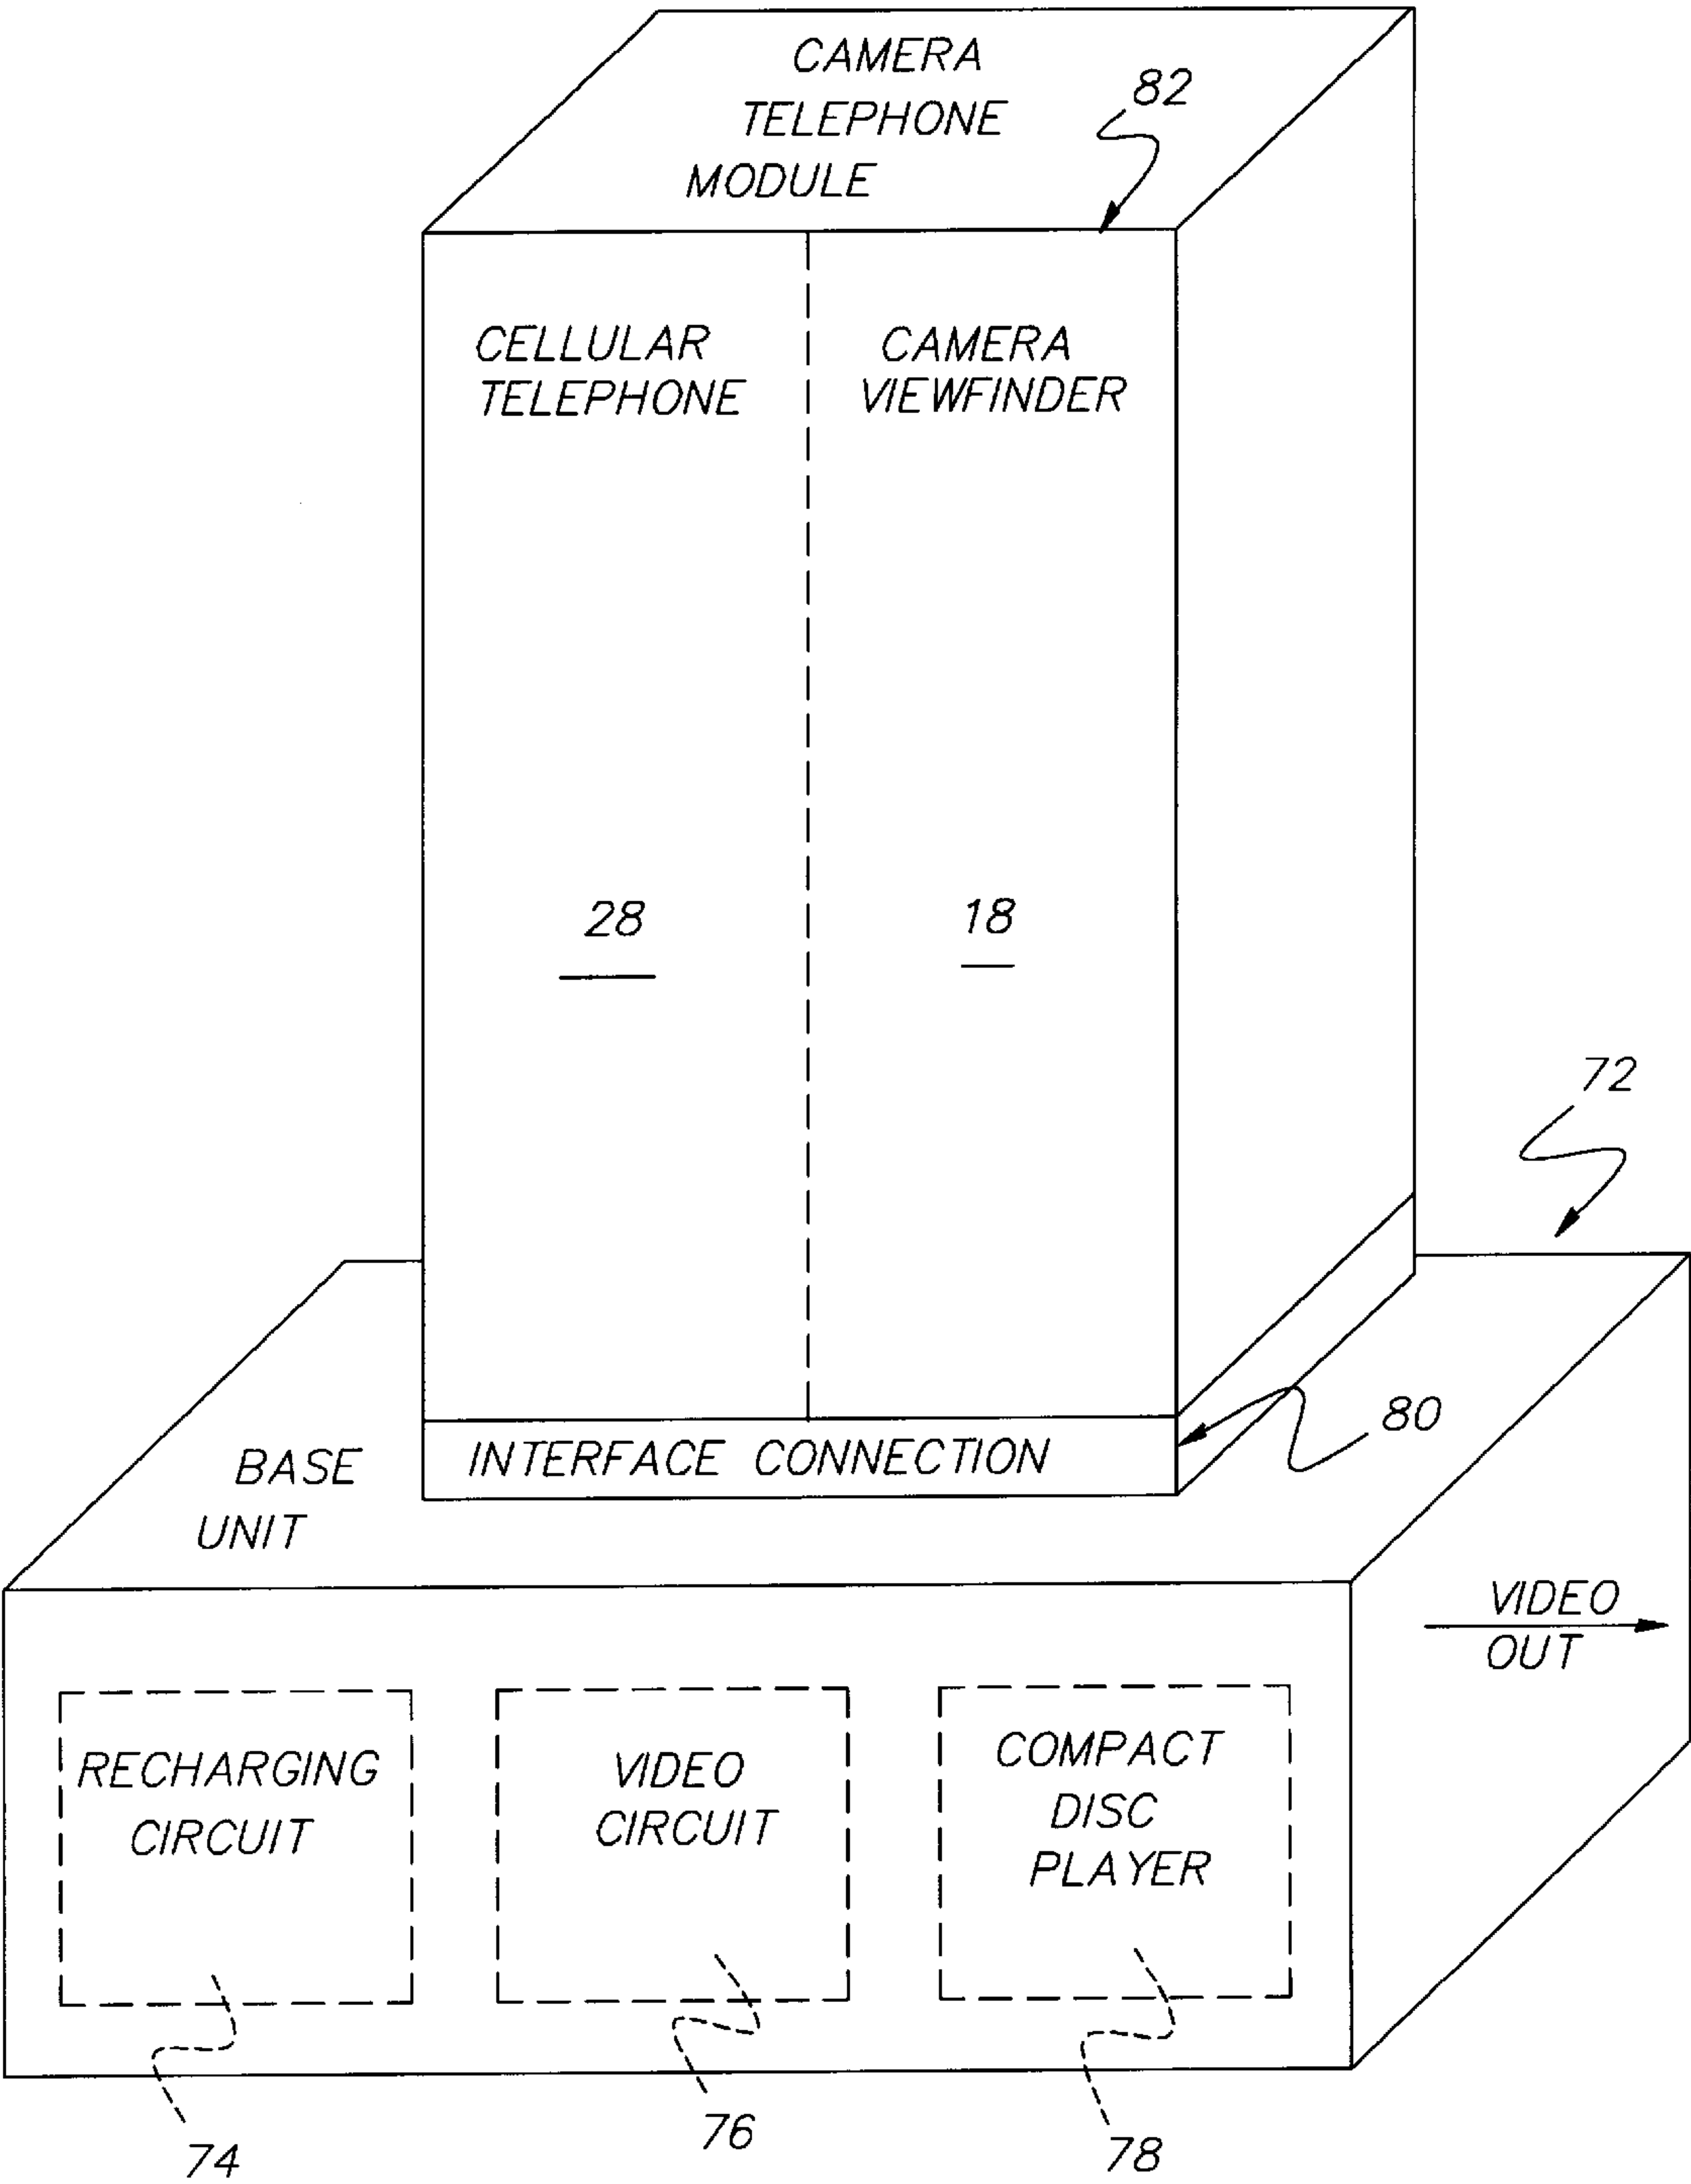 CAMERA
TELEPHONE
MODULE
82
CELLULAR
TELEPHONE
CAMERA
VIEWFINDER
28
18
72
80
INTERFACE CONNECTION
BASE
UNIT
VIDEO
OUT
RECHARGING
CIRCUIT
VIDEO
CIRCUIT
COMPACT
DISC
PLAYER
74
76
78